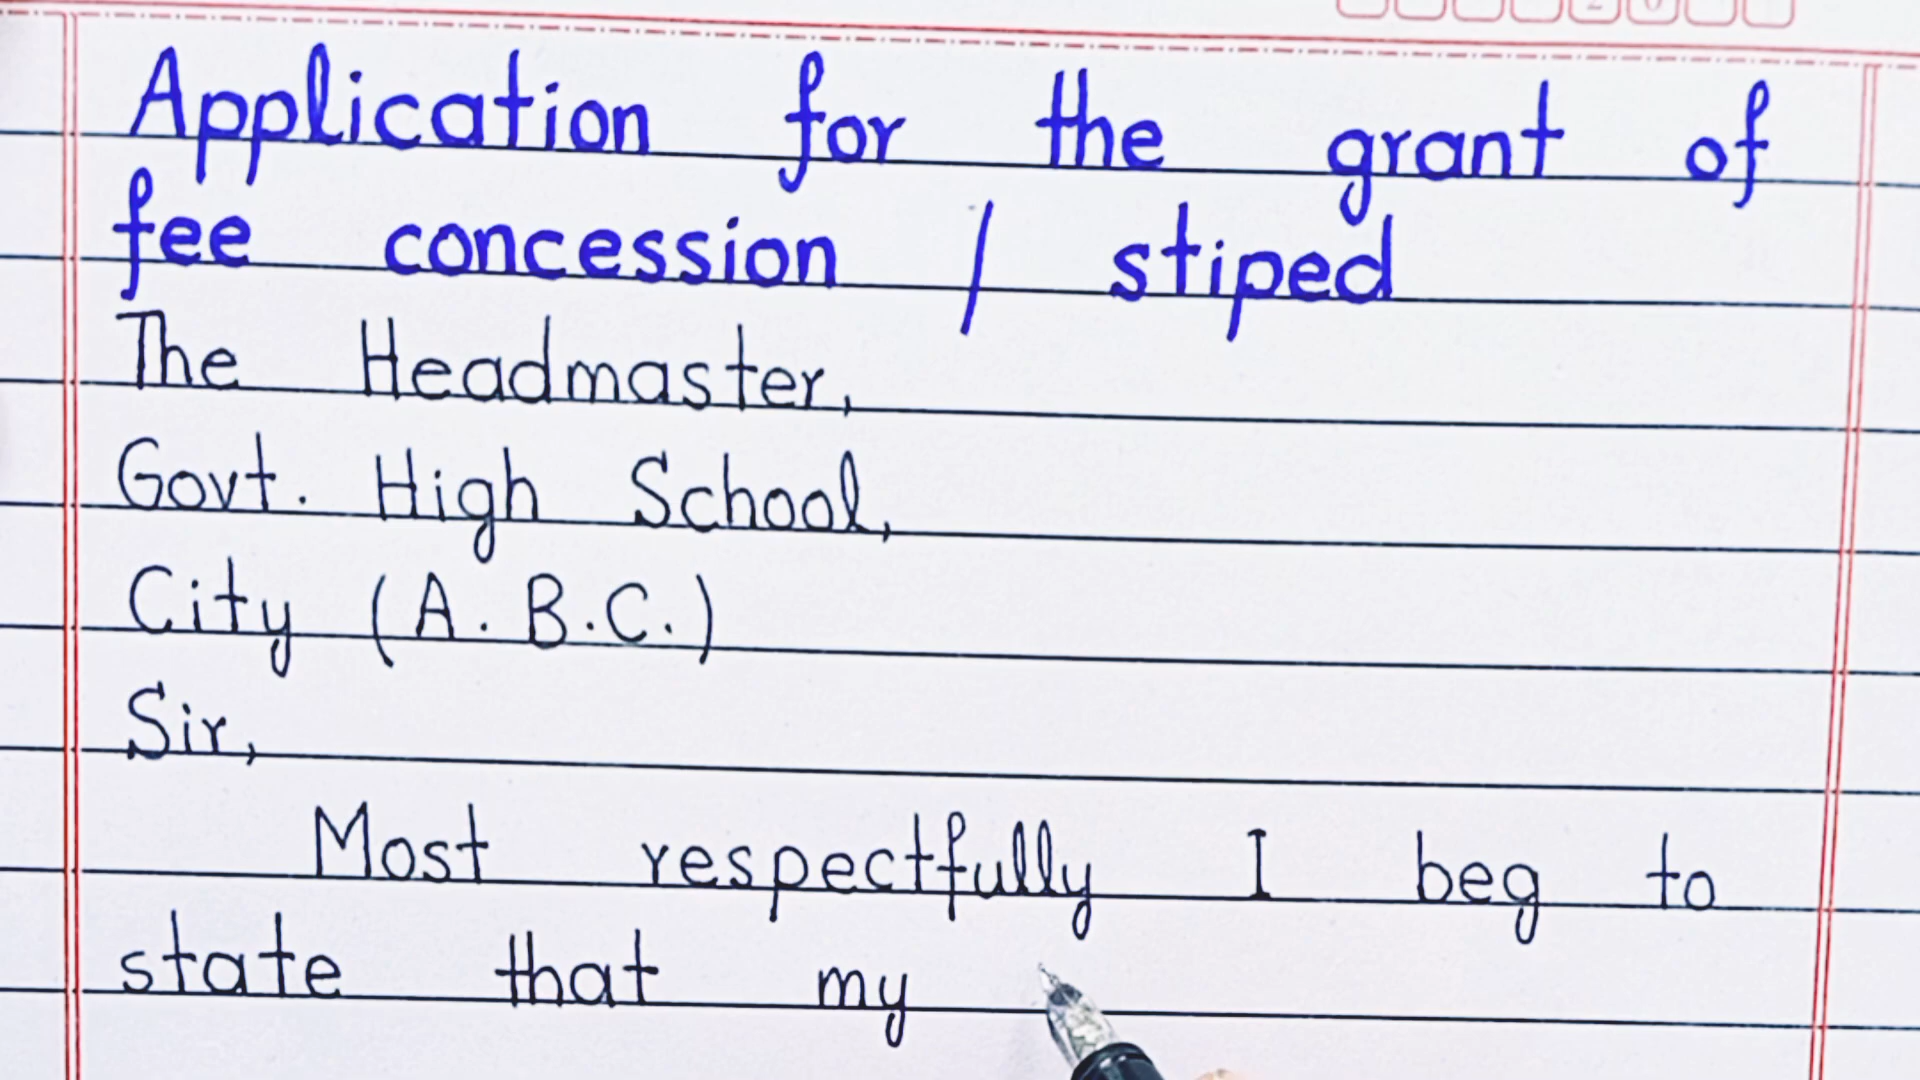 Application for the grant of
fee concession / stiped
The Headmaster,
Govt. High School,
City (A. B.C.)
Sir,
Most respectfully I beg to
state that my